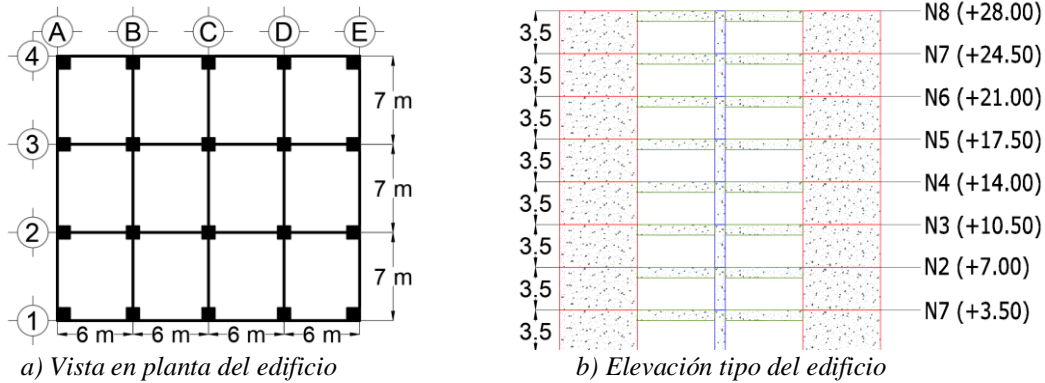 A B C D E
4
7 m
3
7 m
2
7 m
1
6 m 6 m 6 m 6 m
a) Vista en planta del edificio
3.5 N8 (+28.00)
3.5 N7 (+24.50)
3.5 N6 (+21.00)
3.5 N5 (+17.50)
3.5 N4 (+14.00)
3.5 N3 (+10.50)
3.5 N2 (+7.00)
3.5 N7 (+3.50)
b) Elevación tipo del edificio